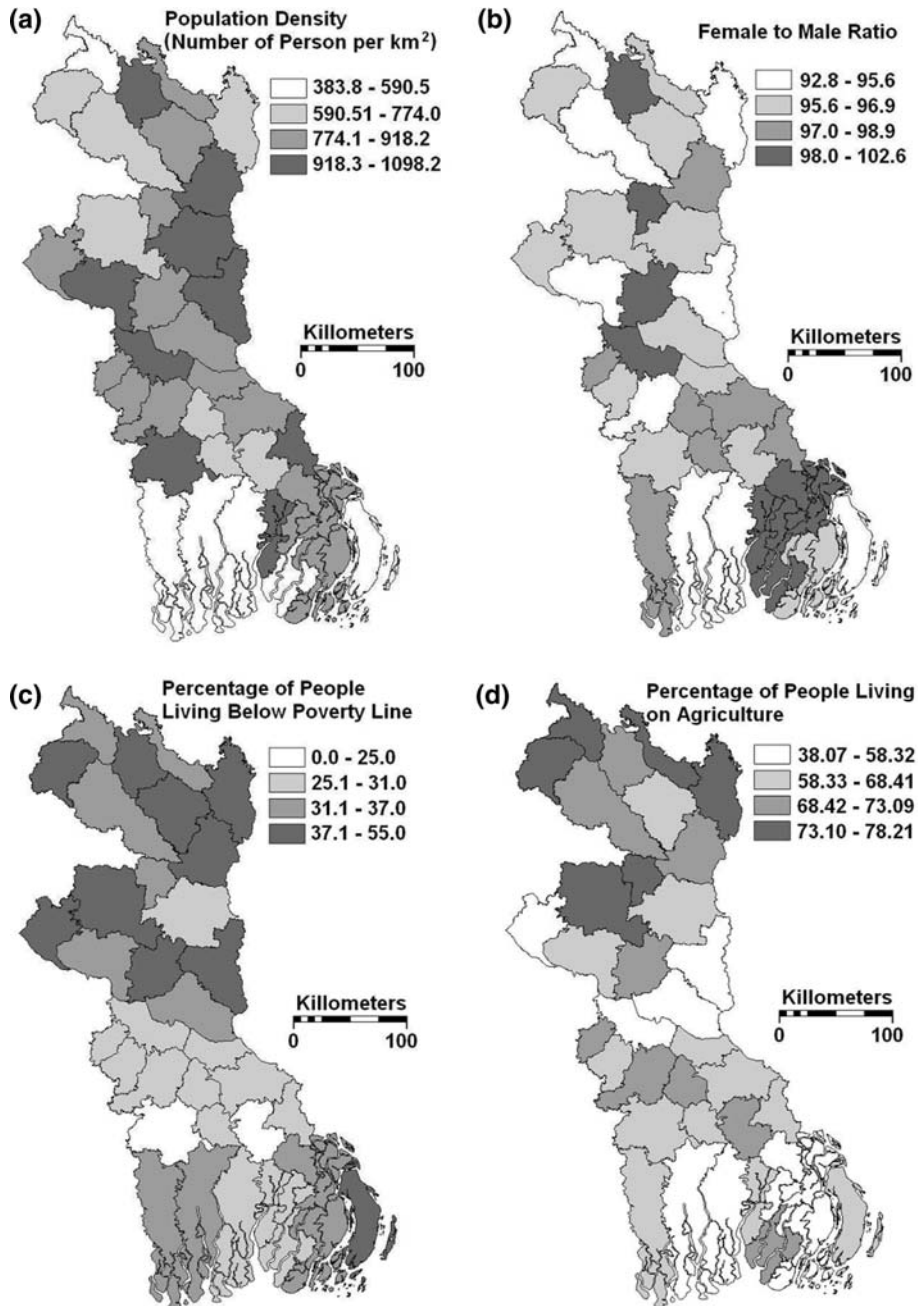 (a)
Population Density
(Number of Person per km²)
383.8 - 590.5
590.51 - 774.0
774.1 - 918.2
918.3 - 1098.2
Killometers
0 100
(b)
Female to Male Ratio
92.8 - 95.6
95.6 - 96.9
97.0 - 98.9
98.0 - 102.6
Killometers
0 100
(c)
Percentage of People
Living Below Poverty Line
0.0 - 25.0
25.1 - 31.0
31.1 - 37.0
37.1 - 55.0
Killometers
0 100
(d)
Percentage of People Living
on Agriculture
38.07 - 58.32
58.33 - 68.41
68.42 - 73.09
73.10 - 78.21
Killometers
0 100